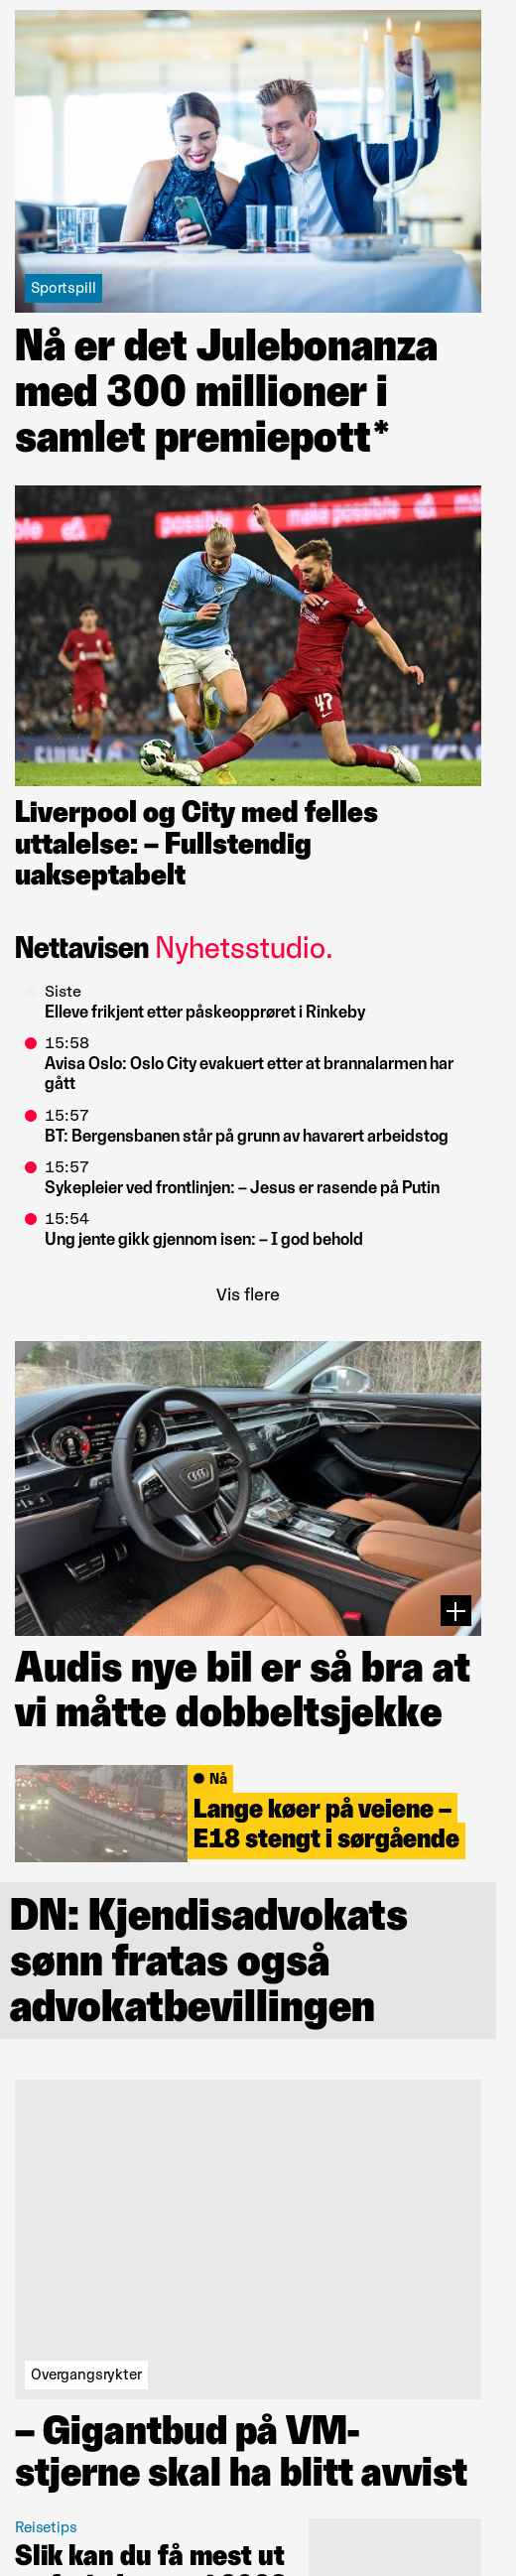 Sportspill
Nå er det Julebonanza
med 300 millioner i
samlet premiepott*
possible
make possible
47
Liverpool og City med felles
uttalelse: – Fullstendig
uakseptabelt
Nettavisen Nyhetsstudio.
Siste
Elleve frikjent etter påskeopprøret i Rinkeby
15:58
Avisa Oslo: Oslo City evakuert etter at brannalarmen har
gått
15:57
BT: Bergensbanen står på grunn av havarert arbeidstog
15:57
Sykepleier ved frontlinjen: – Jesus er rasende på Putin
15:54
Ung jente gikk gjennom isen: – I god behold
Vis flere
Audis nye bil er så bra at
vi måtte dobbeltsjekke
Nå
Lange køer på veiene –
E18 stengt i sørgående
DN: Kjendisadvokats
sønn fratas også
advokatbevillingen
Overgangsrykter
– Gigantbud på VM-
stjerne skal ha blitt avvist
Reisetips
Slik kan du få mest ut